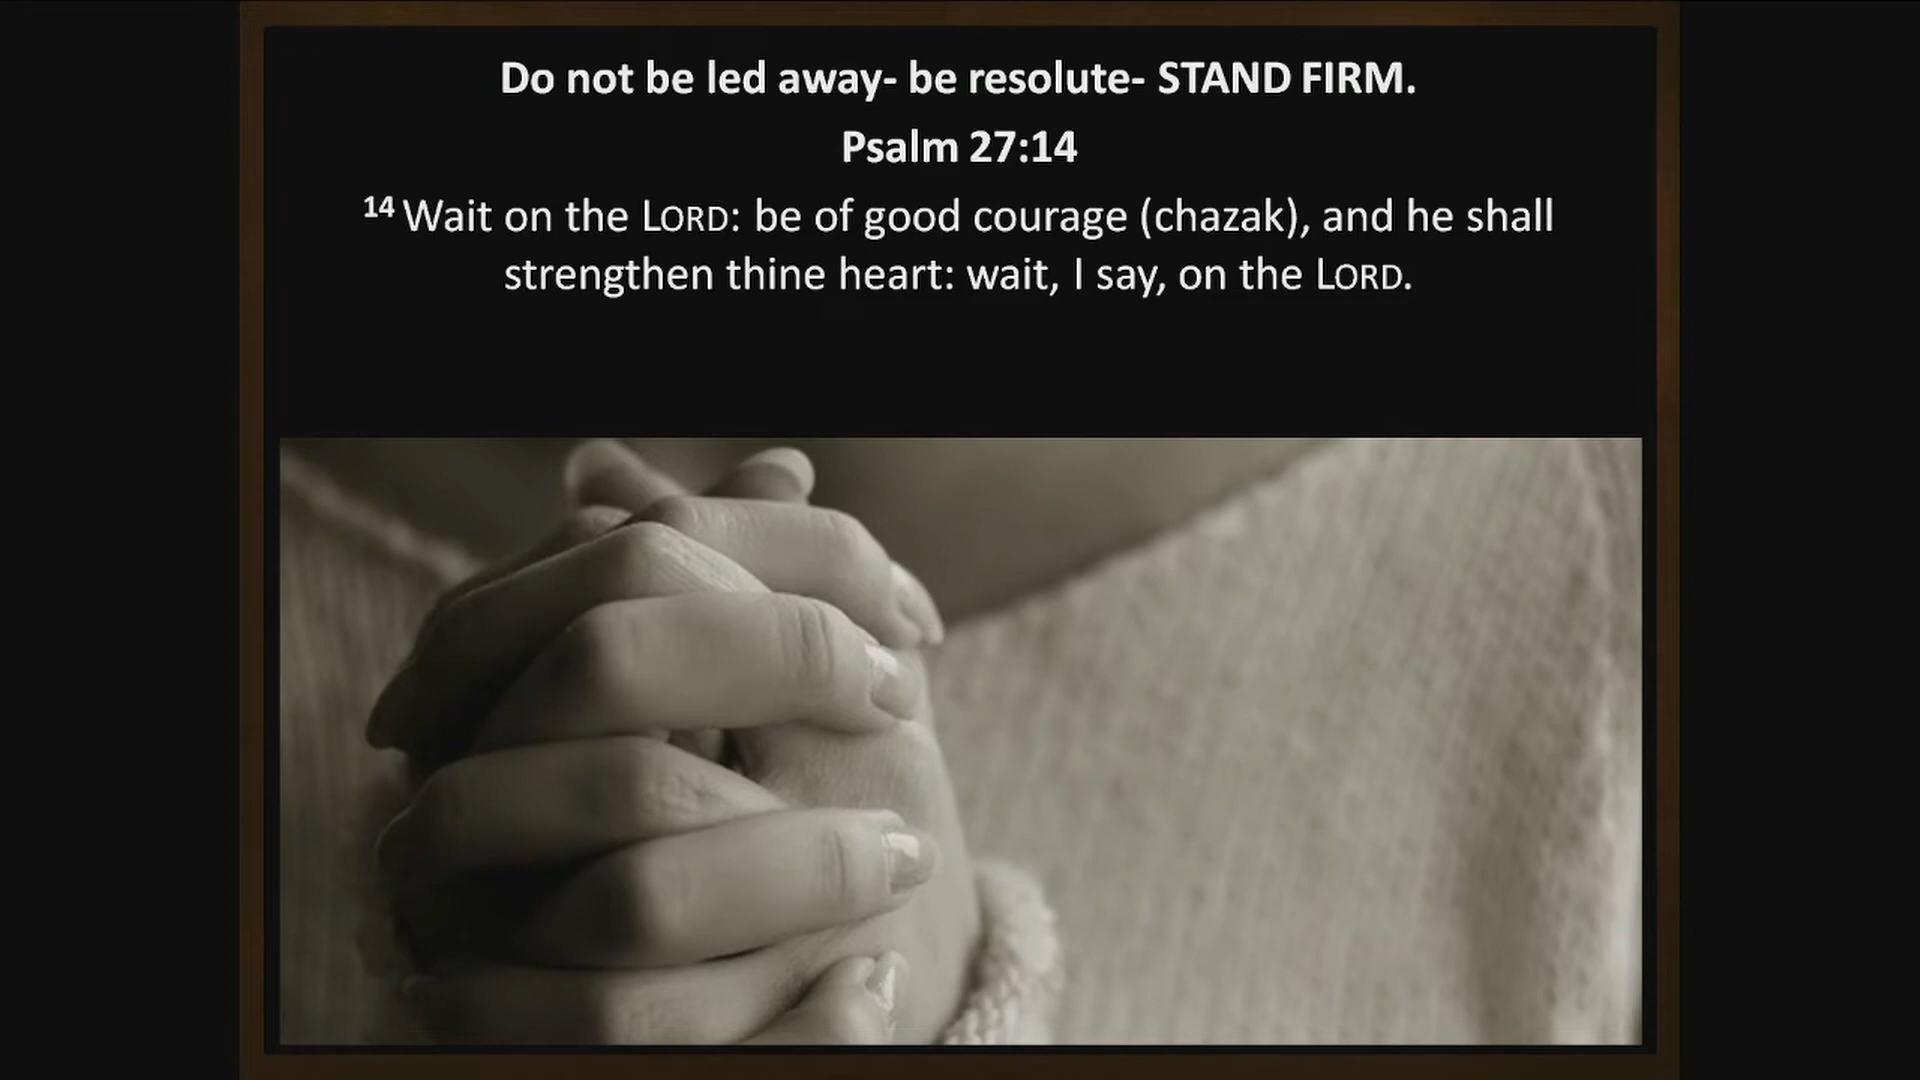 Do not be led away- be resolute- STAND FIRM.
Psalm 27:14
14 Wait on the LORD: be of good courage (chazak), and he shall
strengthen thine heart: wait, I say, on the LORD.